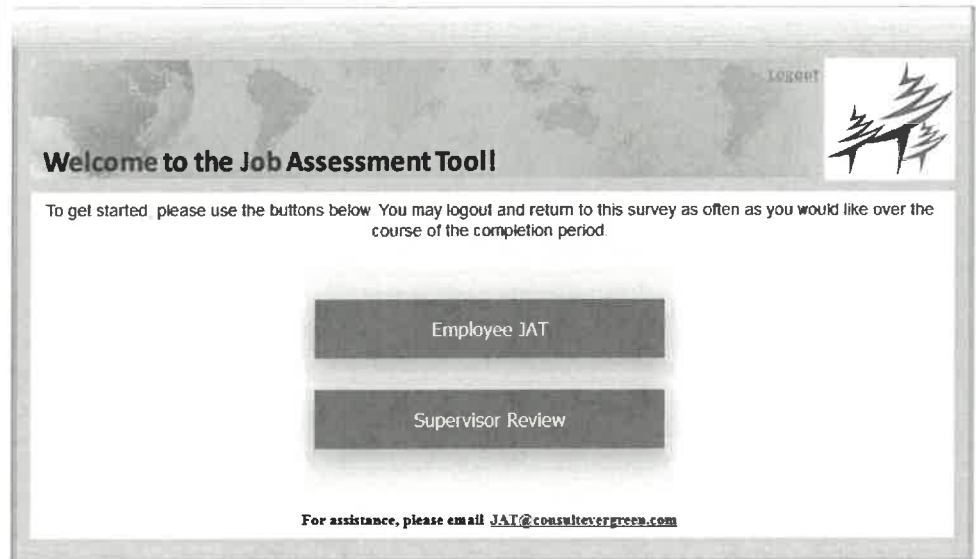 Logout
Welcome to the Job Assessment Tool!
To get started, please use the buttons below. You may logout and return to this survey as often as you would like over the
course of the completion period.
Employee JAT
Supervisor Review
For assistance, please email JAT@consultevergreen.com